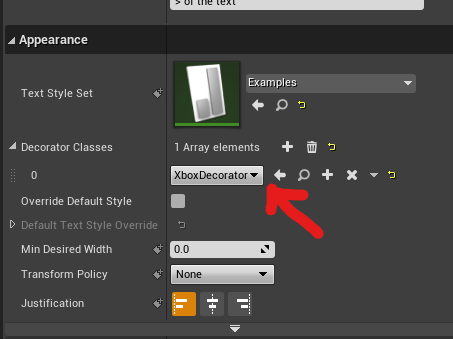 > of the text
Appearance
Text Style Set
Examples
Decorator Classes
1 Array elements
0
XboxDecorator
Override Default Style
Default Text Style Override
Min Desired Width
0.0
Transform Policy
None
Justification